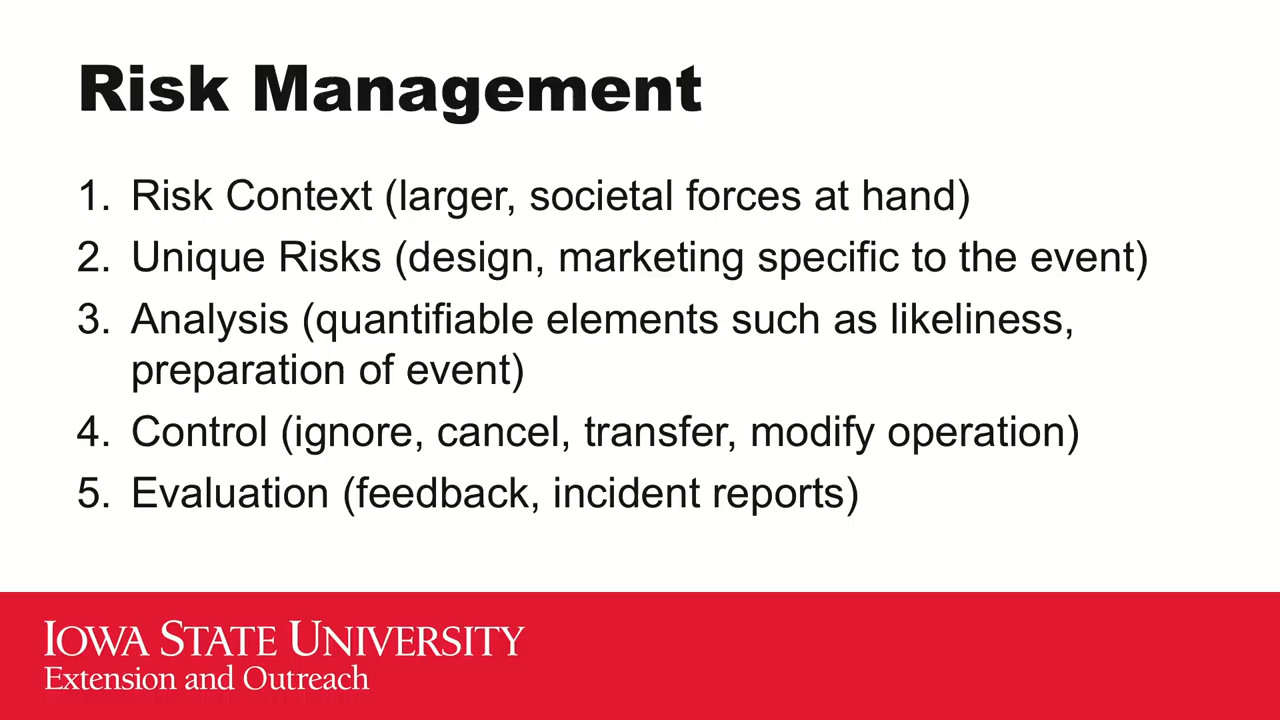 Risk Management
1. Risk Context (larger, societal forces at hand)
2. Unique Risks (design, marketing specific to the event)
3. Analysis (quantifiable elements such as likeliness,
preparation of event)
4. Control (ignore, cancel, transfer, modify operation)
5. Evaluation (feedback, incident reports)
IOWA STATE UNIVERSITY
Extension and Outreach